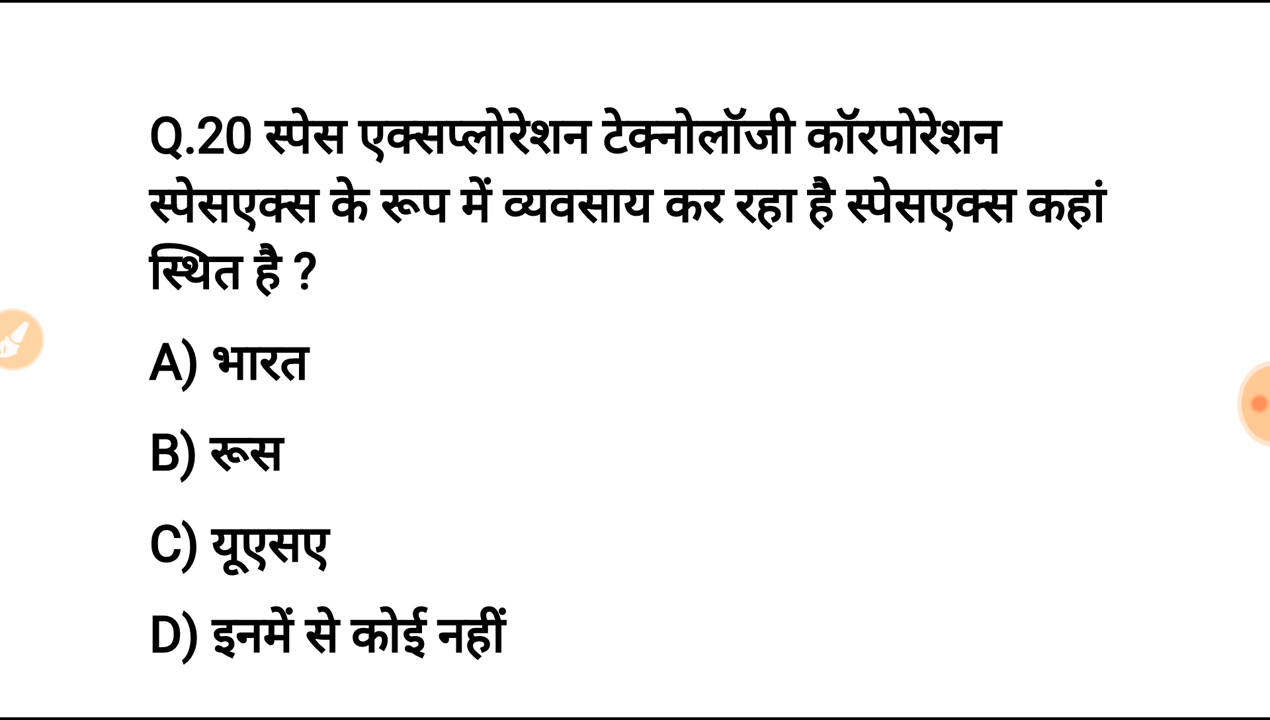 Q.20 स्पेस एक्सप्लोरेशन टेक्नोलॉजी कॉरपोरेशन
स्पेसएक्स के रूप में व्यवसाय कर रहा है स्पेसएक्स कहां
स्थित है ?
A) भारत
B) रूस
C) यूएसए
D) इनमें से कोई नहीं